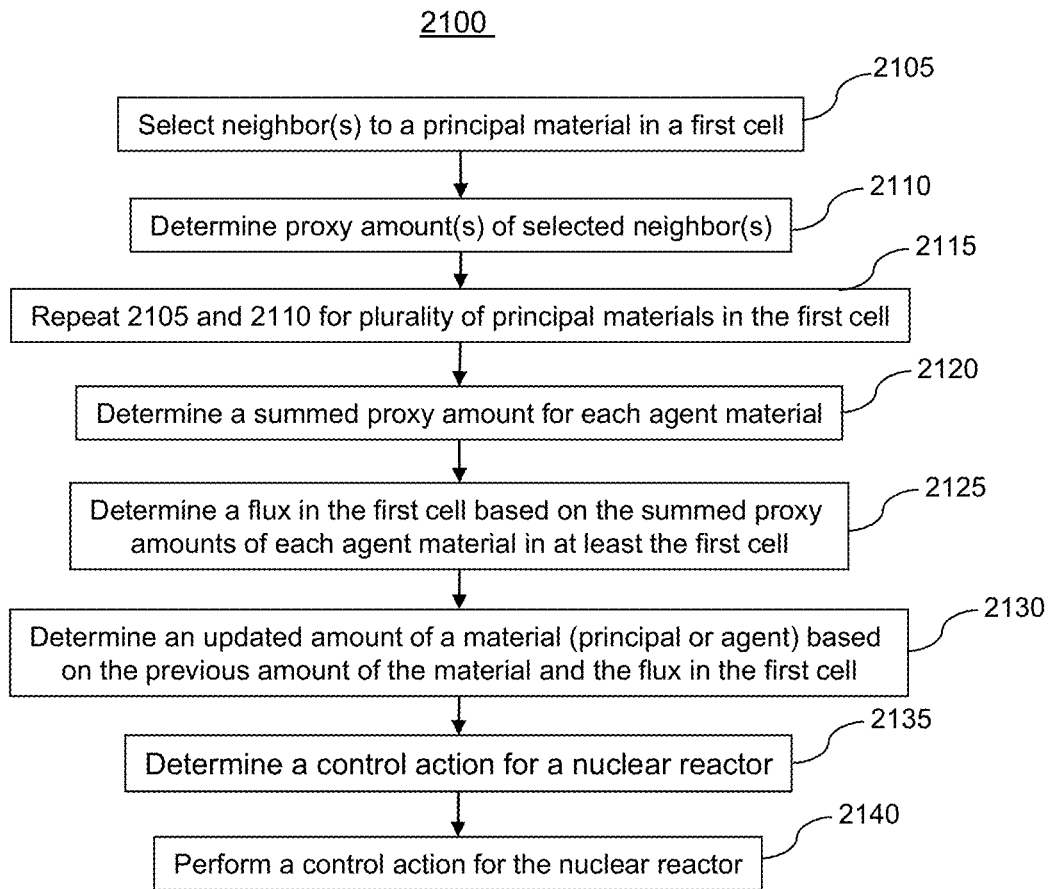 2100
2105
Select neighbor(s) to a principal material in a first cell
2110
Determine proxy amount(s) of selected neighbor(s)
2115
Repeat 2105 and 2110 for plurality of principal materials in the first cell
2120
Determine a summed proxy amount for each agent material
2125
Determine a flux in the first cell based on the summed proxy
amounts of each agent material in at least the first cell
2130
Determine an updated amount of a material (principal or agent) based
on the previous amount of the material and the flux in the first cell
2135
Determine a control action for a nuclear reactor
2140
Perform a control action for the nuclear reactor